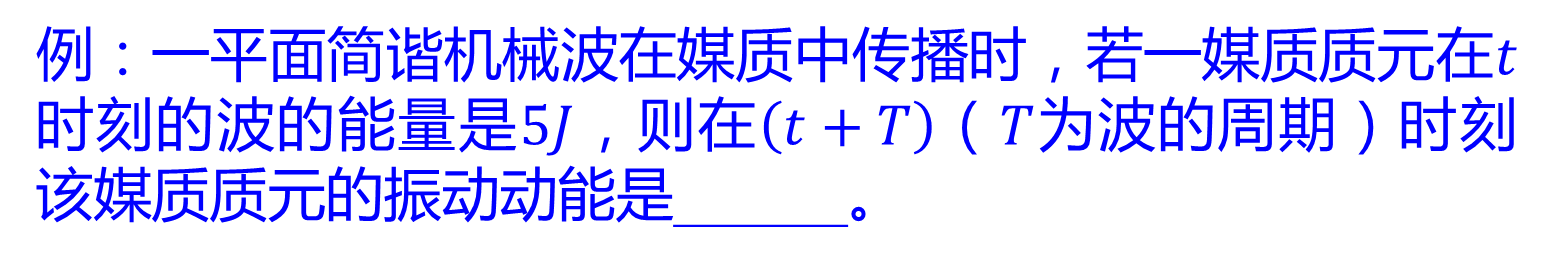 例：一平面简谐机械波在媒质中传播时，若一媒质质元在t
时刻的波的能量是5J，则在(t + T)（T为波的周期）时刻
该媒质质元的振动动能是______。